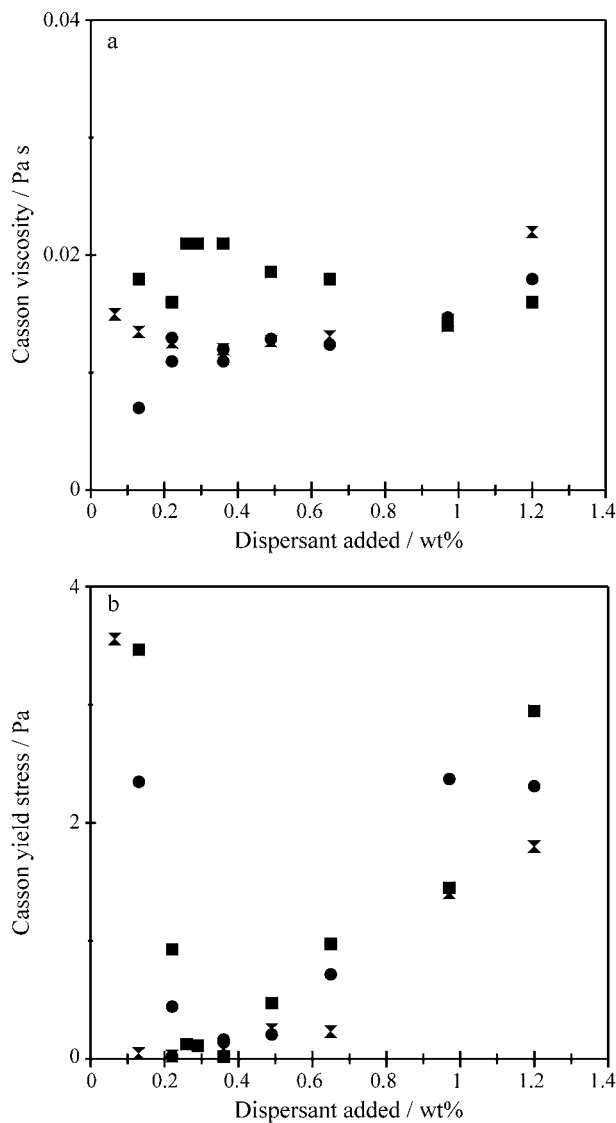 a
0.04
0.02
0
Casson viscosity / Pa s
0 0.2 0.4 0.6 0.8 1 1.2 1.4
Dispersant added / wt%
b
4
2
0
Casson yield stress / Pa
0 0.2 0.4 0.6 0.8 1 1.2 1.4
Dispersant added / wt%